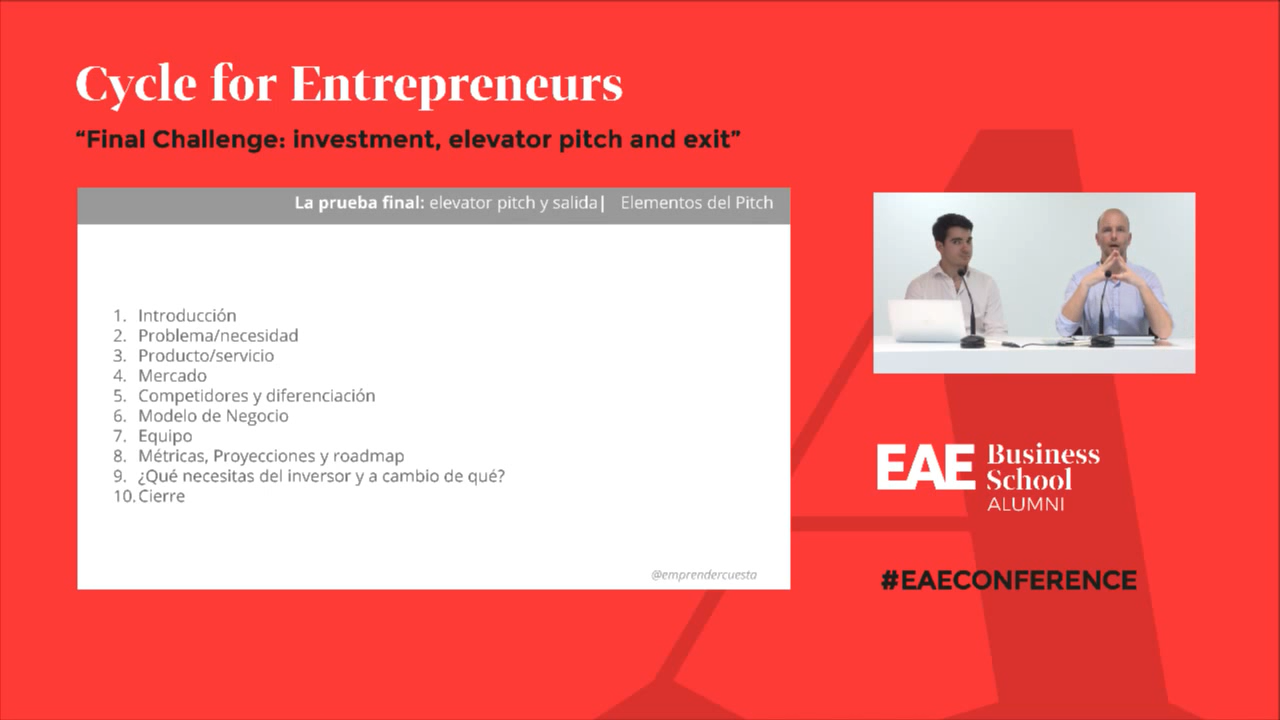 Cycle for Entrepreneurs
“Final Challenge: investment, elevator pitch and exit”
La prueba final: elevator pitch y salida| Elementos del Pitch
1. Introducción
2. Problema/necesidad
3. Producto/servicio
4. Mercado
5. Competidores y diferenciación
6. Modelo de Negocio
7. Equipo
8. Métricas, Proyecciones y roadmap
9. ¿Qué necesitas del inversor y a cambio de qué?
10. Cierre
@emprendercuesta
EAE Business
School
ALUMNI
#EAECONFERENCE